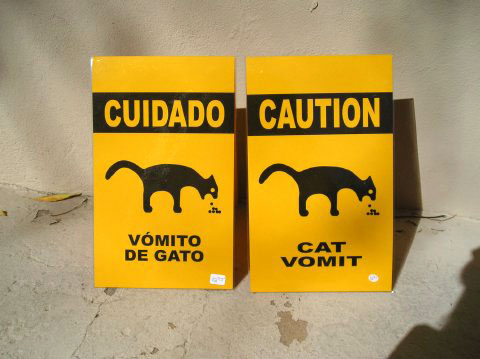 CUIDADO
VÓMITO
DE GATO
CAUTION
CAT
VOMIT